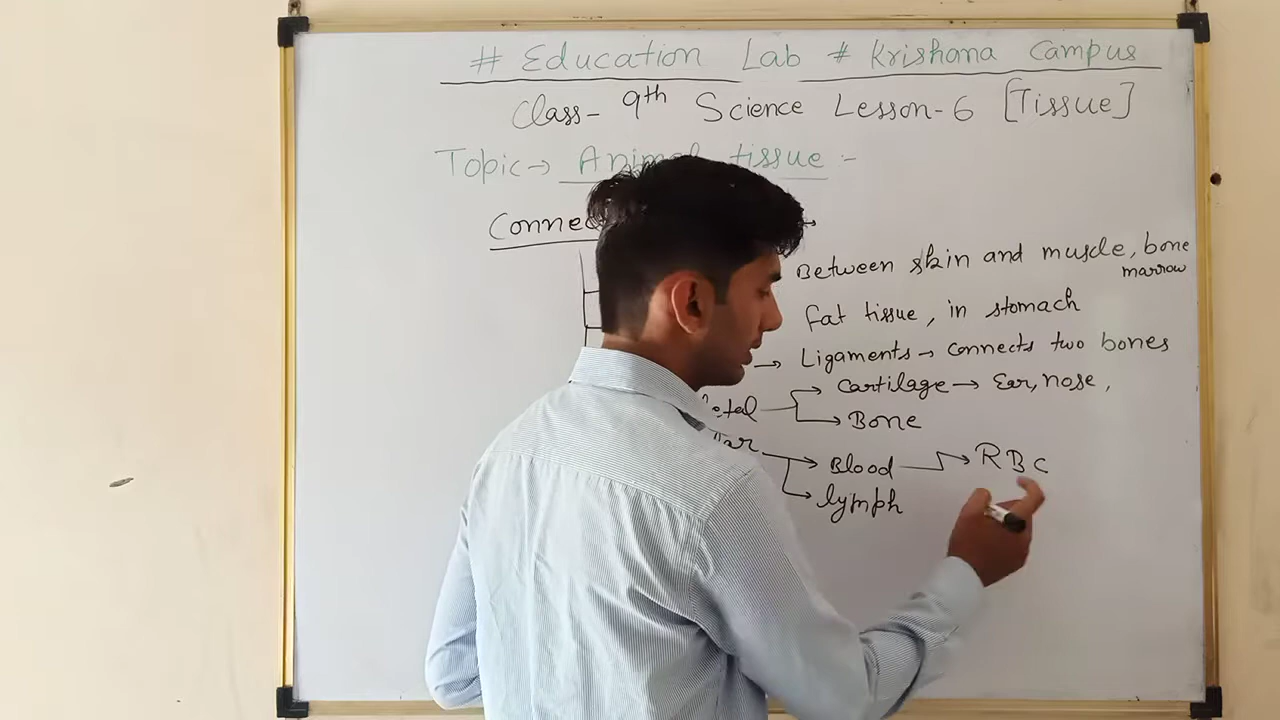 # Education Lab # Krishana Campus
Class- 9th Science Lesson-6 [Tissue]
Topic→ Animal tissue :-
Between skin and muscle, bone
marrow
fat tissue, in stomach
→ Ligaments → Connects two bones
Cartilage → Ear, nose,
Bone
Blood → RBC
lymph